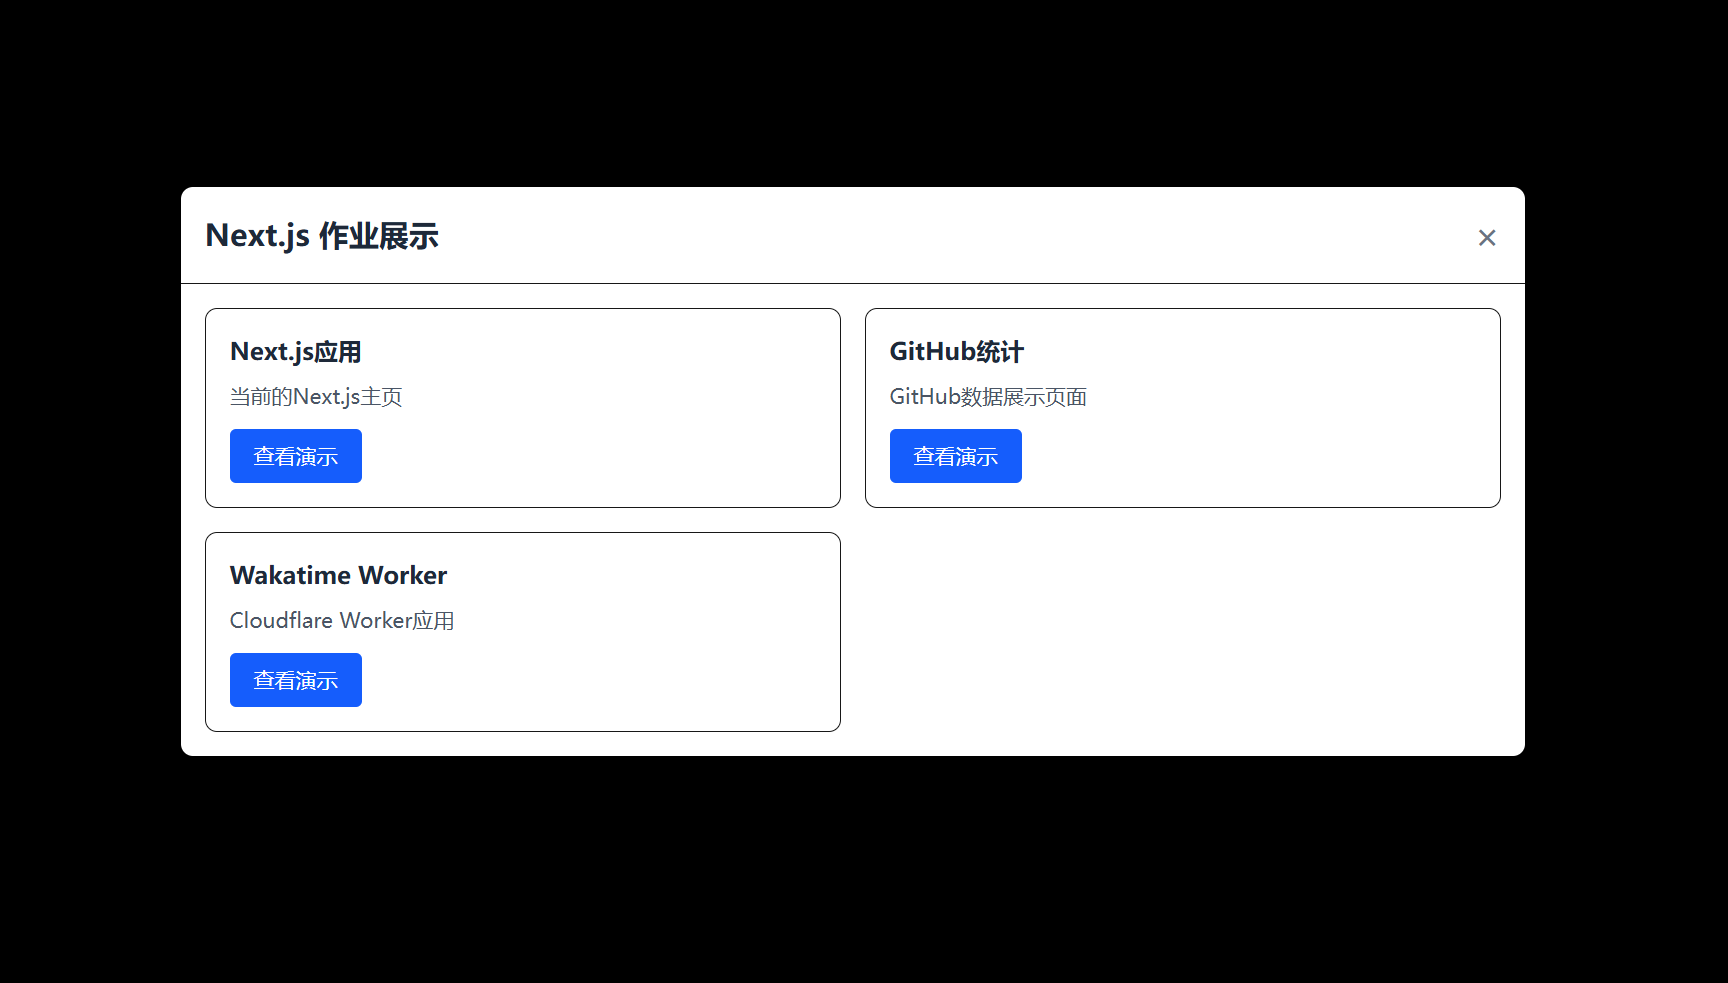 Next.js 作业展示
×
Next.js应用
当前的Next.js主页
查看演示
GitHub统计
GitHub数据展示页面
查看演示
Wakatime Worker
Cloudflare Worker应用
查看演示